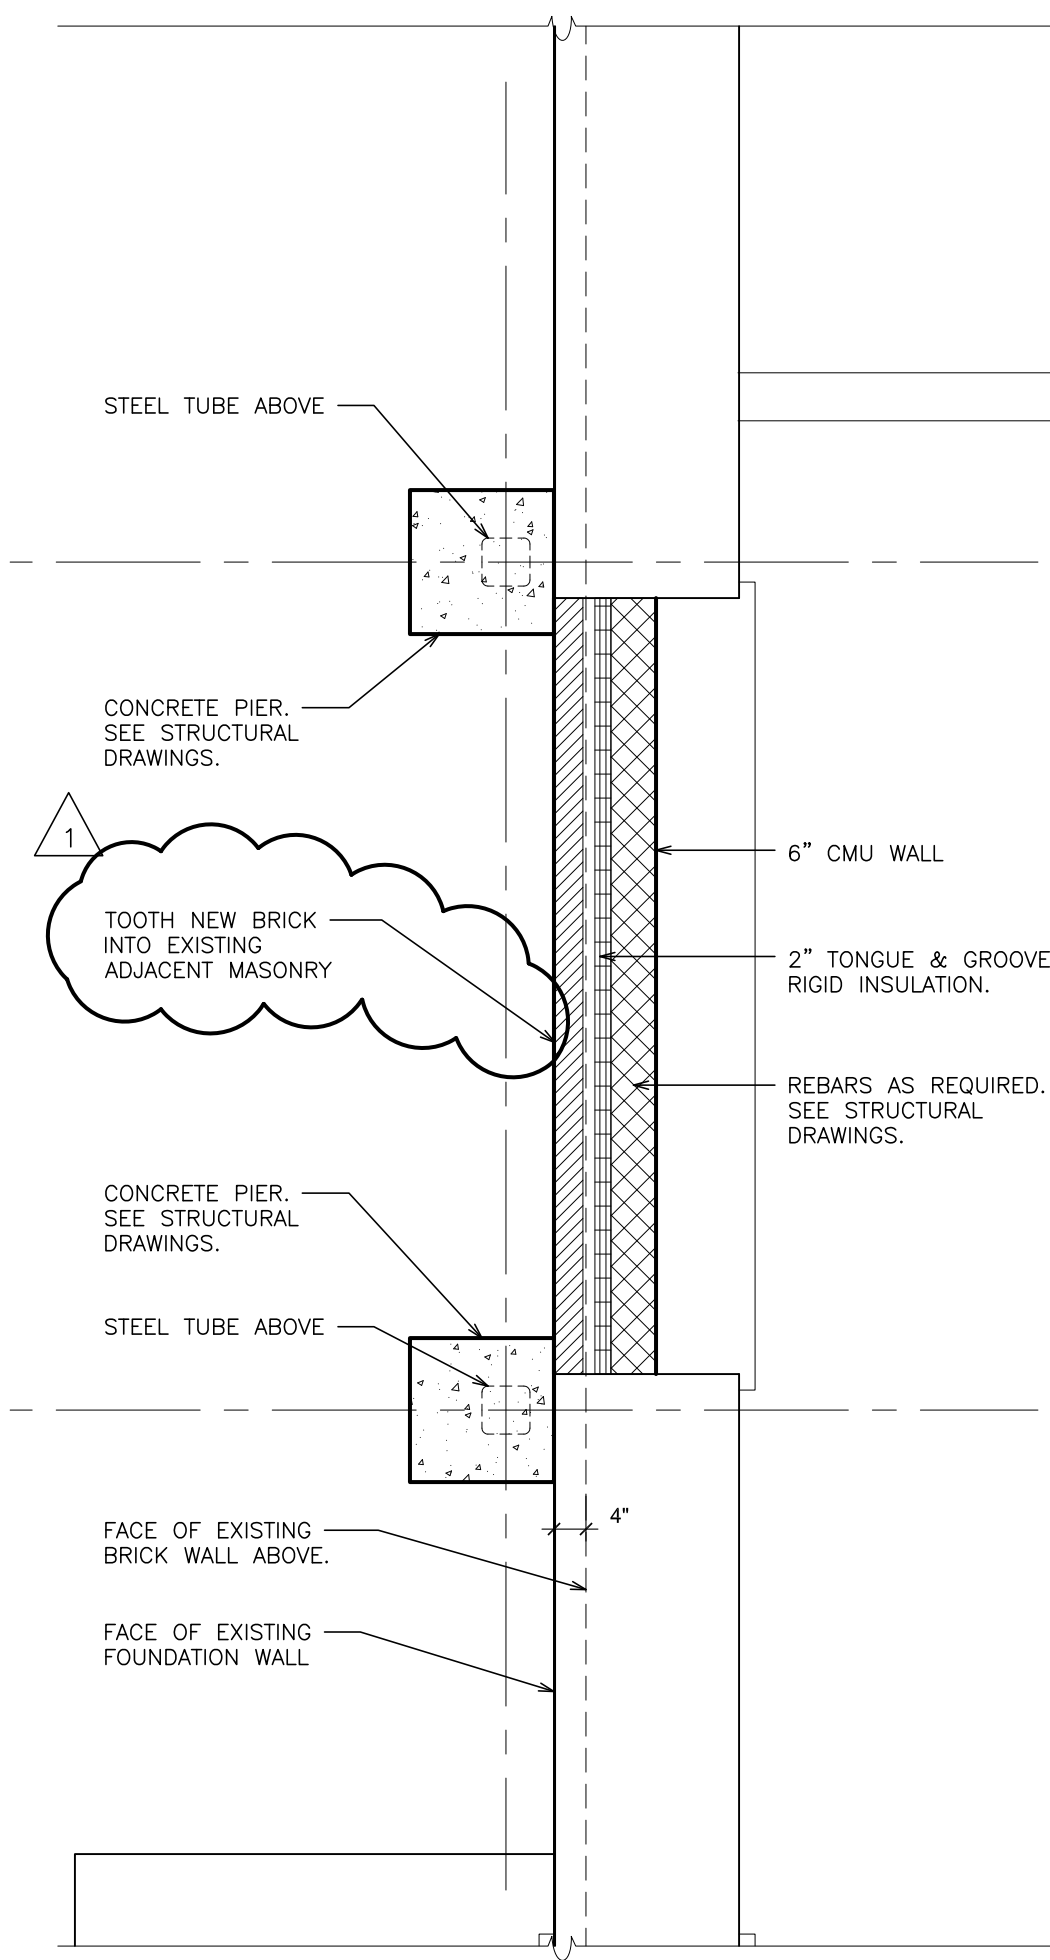 STEEL TUBE ABOVE
CONCRETE PIER.
SEE STRUCTURAL
DRAWINGS.
1
TOOTH NEW BRICK
INTO EXISTING
ADJACENT MASONRY
6” CMU WALL
2” TONGUE & GROOVE
RIGID INSULATION.
REBARS AS REQUIRED.
SEE STRUCTURAL
DRAWINGS.
CONCRETE PIER.
SEE STRUCTURAL
DRAWINGS.
STEEL TUBE ABOVE
4"
FACE OF EXISTING
BRICK WALL ABOVE.
FACE OF EXISTING
FOUNDATION WALL